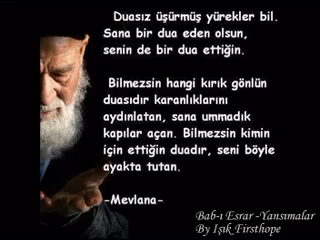 Duasız üşürmüş yürekler bil.
Sana bir dua eden olsun,
senin de bir dua ettiğin.
Bilmezsin hangi kırık gönlün
duasıdır karanlıklarını
aydınlatan, sana ummadık
kapılar açan. Bilmezsin kimin
için ettiğin duadır, seni böyle
ayakta tutan.
-Mevlana-
Bab-ı Esrar -Yansımalar
By Işık Firsthope